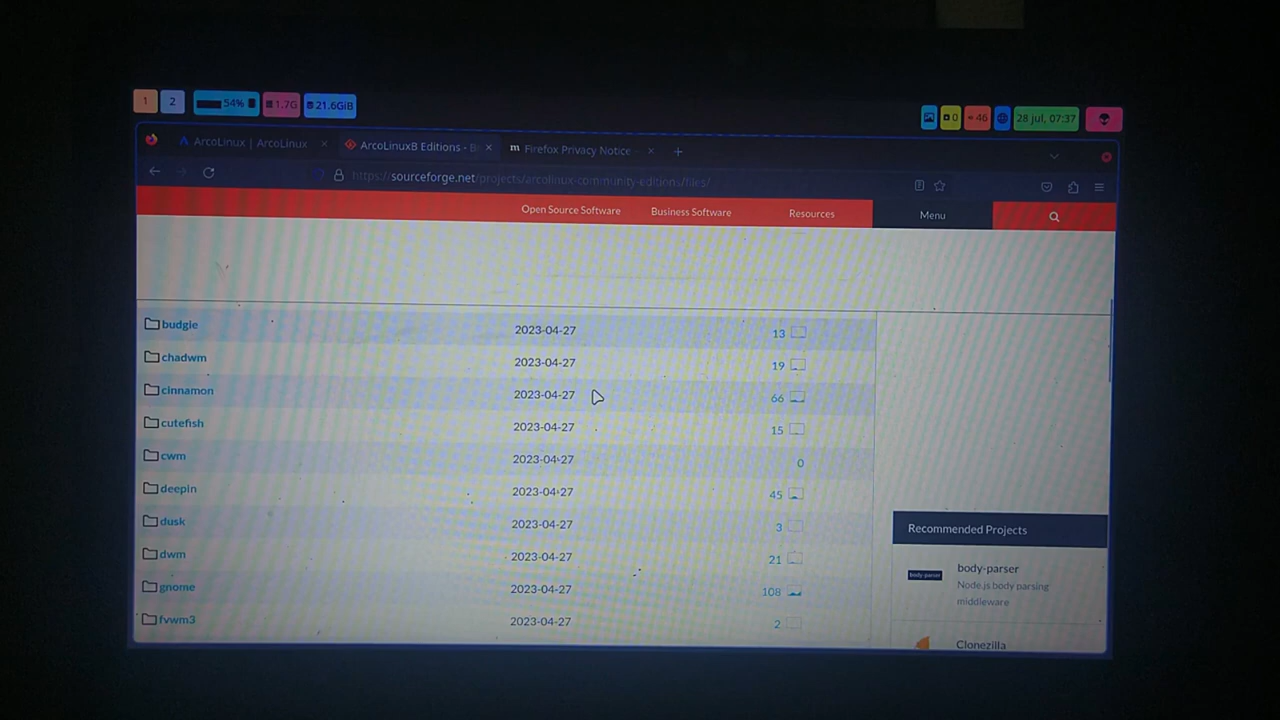 1 2 54% 1.7G 21.6GiB 0 46 28 jul, 07:37
ArcoLinux | ArcoLinux ArcoLinuxB Editions - B m Firefox Privacy Notice
https://sourceforge.net/projects/arcolinux-community-editions/files/
Open Source Software Business Software Resources Menu
budgie 2023-04-27 13
chadwm 2023-04-27 19
cinnamon 2023-04-27 66
cutefish 2023-04-27 15
cwm 2023-04-27 0
deepin 2023-04-27 45
dusk 2023-04-27 3
dwm 2023-04-27 21
gnome 2023-04-27 108
fvwm3 2023-04-27 2
Recommended Projects
body-parser
body-parser
Node.js body parsing
middleware
Clonezilla